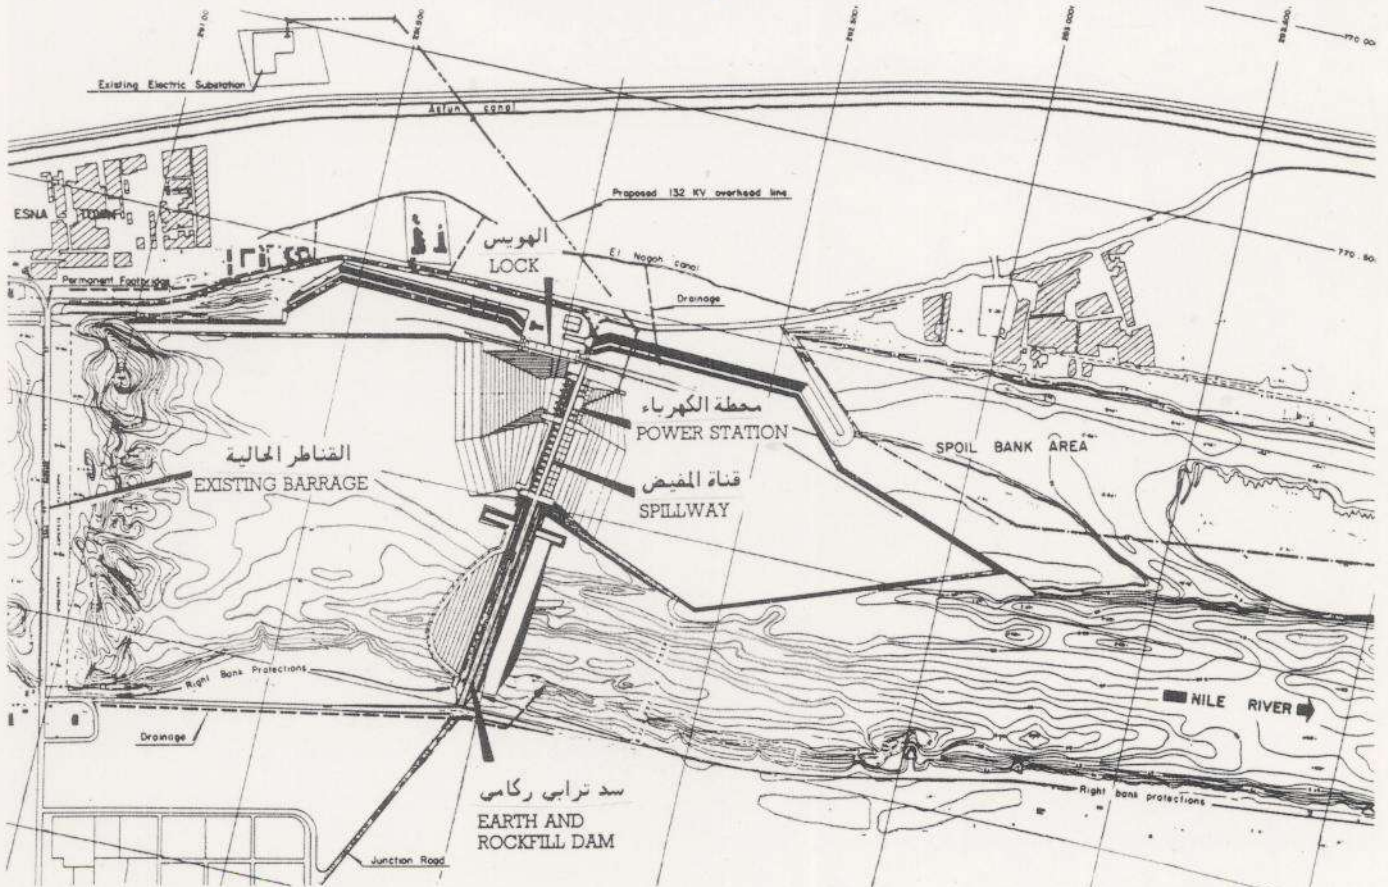 Existing Electric Substation
Asfun canal
Proposed 132 KV overhead line
ESNA TOWN
الهويس
LOCK
El Nagah canal
Permanent Footbridge
Drainage
محطة الكهرباء
POWER STATION
SPOIL BANK AREA
القناطر الحالية
EXISTING BARRAGE
قناة المفيض
SPILLWAY
Right Bank Protections
NILE RIVER
Drainage
سد ترابي ركامي
EARTH AND
ROCKFILL DAM
Right bank protections
Junction Road